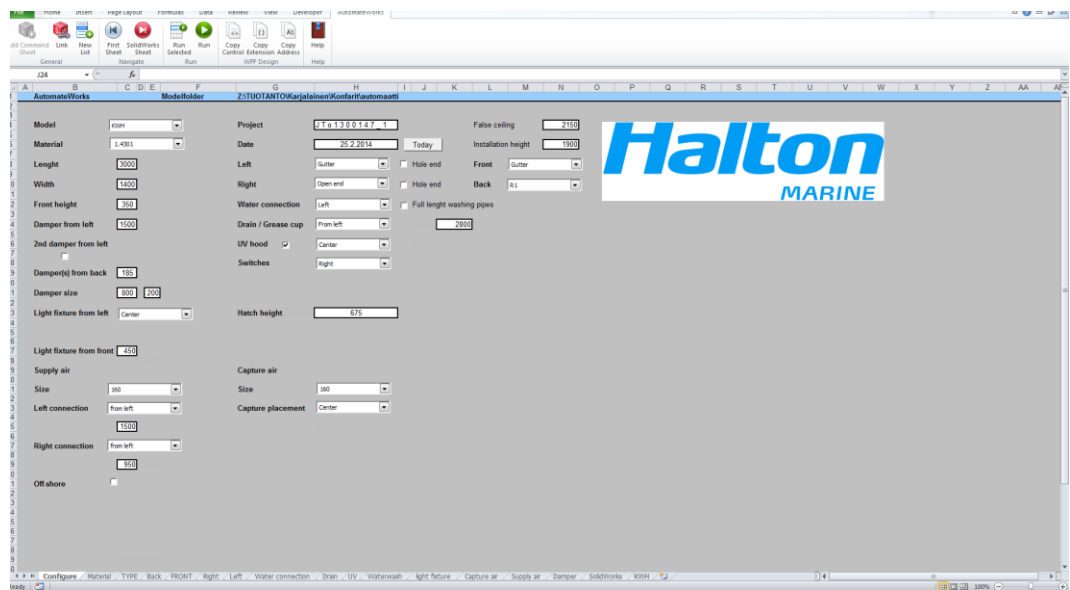 File Home Insert Page Layout Formulas Data Review View Developer AutomateWorks
Add Command Sheet Link New List First Sheet SolidWorks Sheet Run Selected Run Copy Control Copy Extension Copy Address Help
General Navigate Run WPF Design Help
J24 fx
A B C D E F G H I J K L M N O P Q R S T U V W X Y Z AA
AutomateWorks Modelfolder Z:\TUOTANTO\Karjalainen\Konfarit\automaatti
Model KWH Project JTo1300147_1 False ceiling 2150
Material 1.4301 Date 25.2.2014 Today Installation height 1900
Lenght 3000 Left Gutter Hole end Front Gutter
Width 1400 Right Open end Hole end Back R1
Halton
MARINE
Front height 350 Water connection Left Full lenght washing pipes
Damper from left 1500 Drain / Grease cup From left 2800
2nd damper from left UV hood Center
Switches Right
Damper(s) from back 185
Damper size 800 200
Light fixture from left Center Hatch height 675
Light fixture from front 450
Supply air Capture air
Size 160 Size 160
Left connection from left Capture placement Center
1500
Right connection from left
950
Off-shore
Configure Material TYPE Back FRONT Right Left Water connection Drain UV Waterwash light fixture Capture air Supply air Damper SolidWorks KWH
Ready 100%